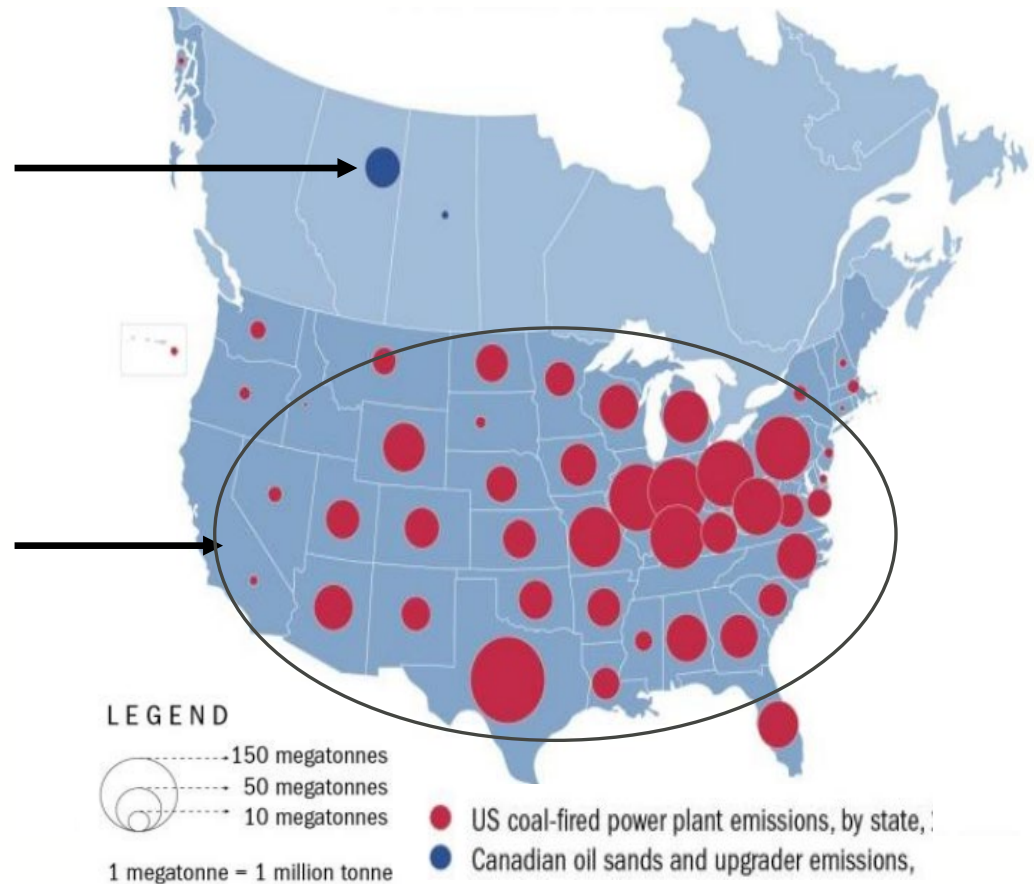 LEGEND
150 megatonnes
50 megatonnes
10 megatonnes
1 megatonne = 1 million tonne
US coal-fired power plant emissions, by state,
Canadian oil sands and upgrader emissions,